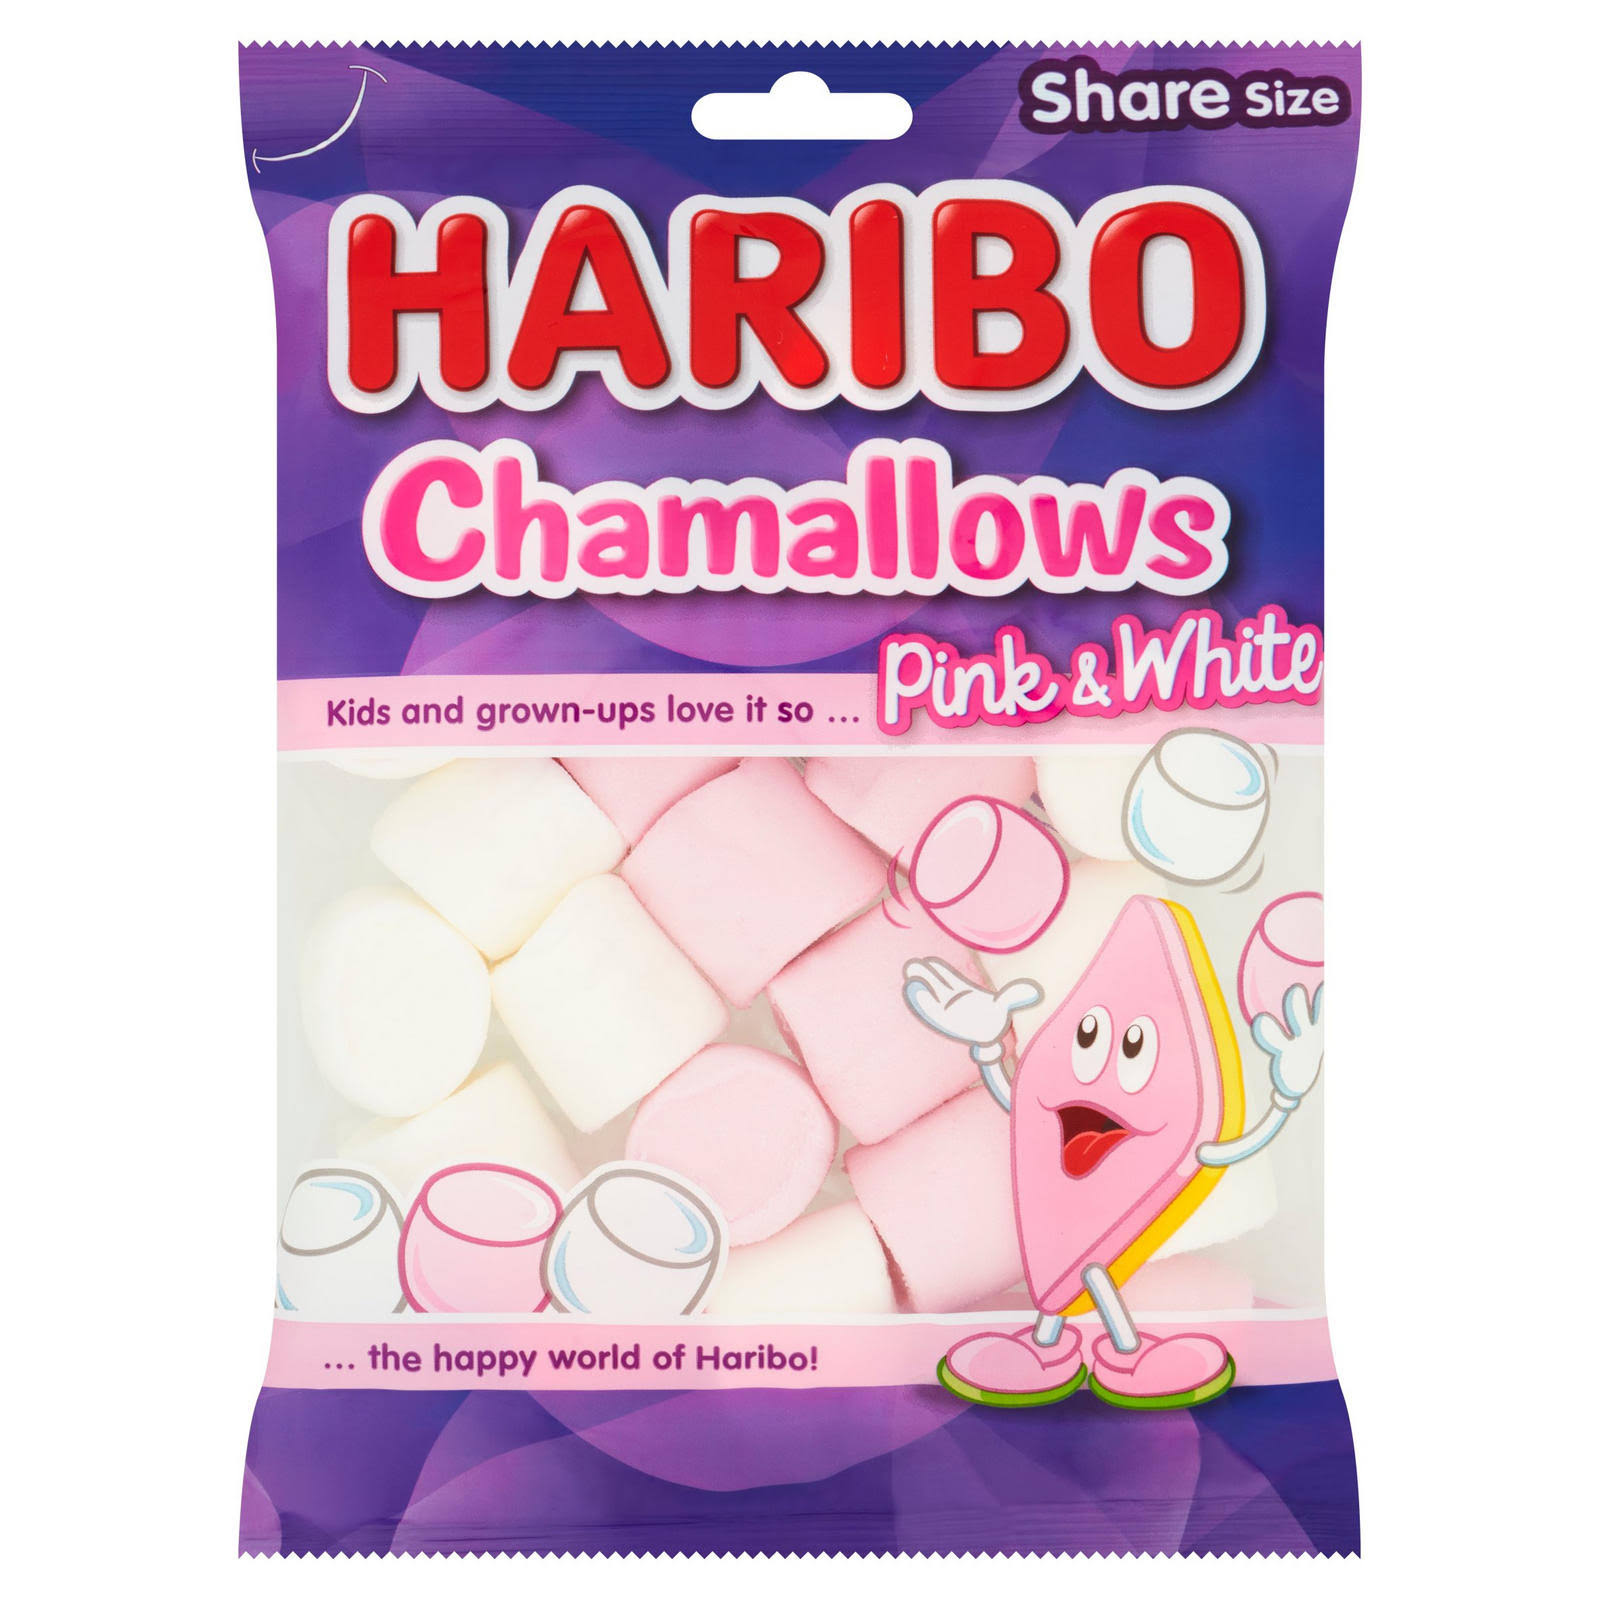 Share Size
HARIBO
Chamallows
Pink & White
Kids and grown-ups love it so ...
... the happy world of Haribo!